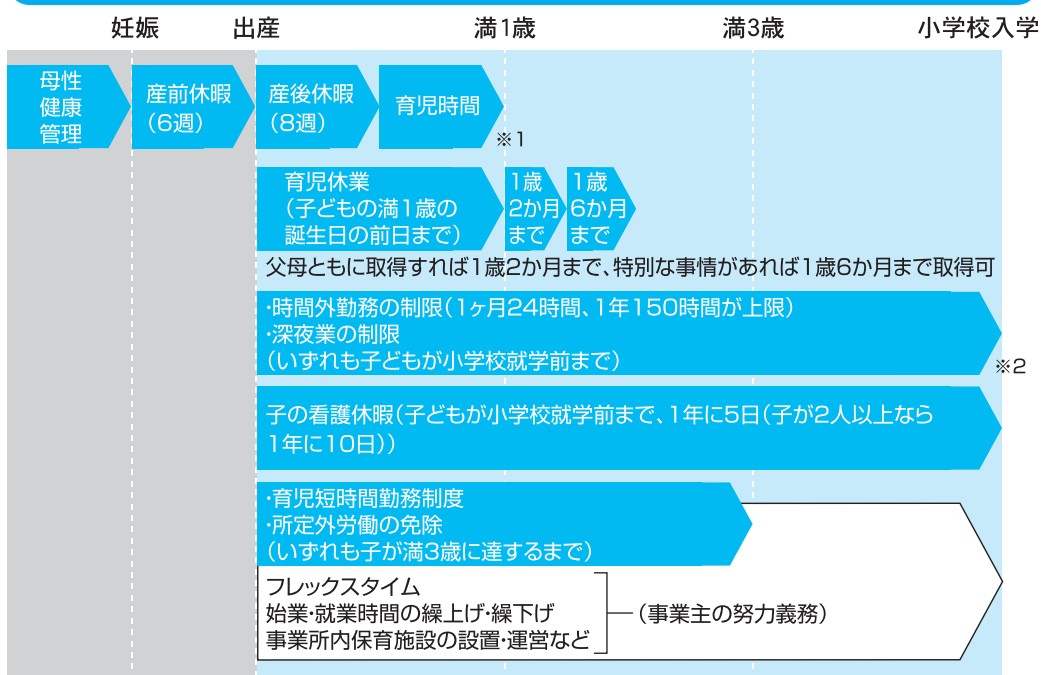 妊娠 出産 満1歳 満3歳 小学校入学
母性
健康
管理
産前休暇
(6週)
産後休暇
(8週)
育児時間
※1
育児休業
(子どもの満1歳の
誕生日の前日まで)
1歳
2か月
まで
1歳
6か月
まで
父母ともに取得すれば1歳2か月まで、特別な事情があれば1歳6か月まで取得可
・時間外勤務の制限(1ヶ月24時間、1年150時間が上限)
・深夜業の制限
(いずれも子どもが小学校就学前まで)
※2
子の看護休暇(子どもが小学校就学前まで、1年に5日(子が2人以上なら
1年に10日))
・育児短時間勤務制度
・所定外労働の免除
(いずれも子が満3歳に達するまで)
フレックスタイム
始業・就業時間の繰上げ・繰下げ
事業所内保育施設の設置・運営など
(事業主の努力義務)